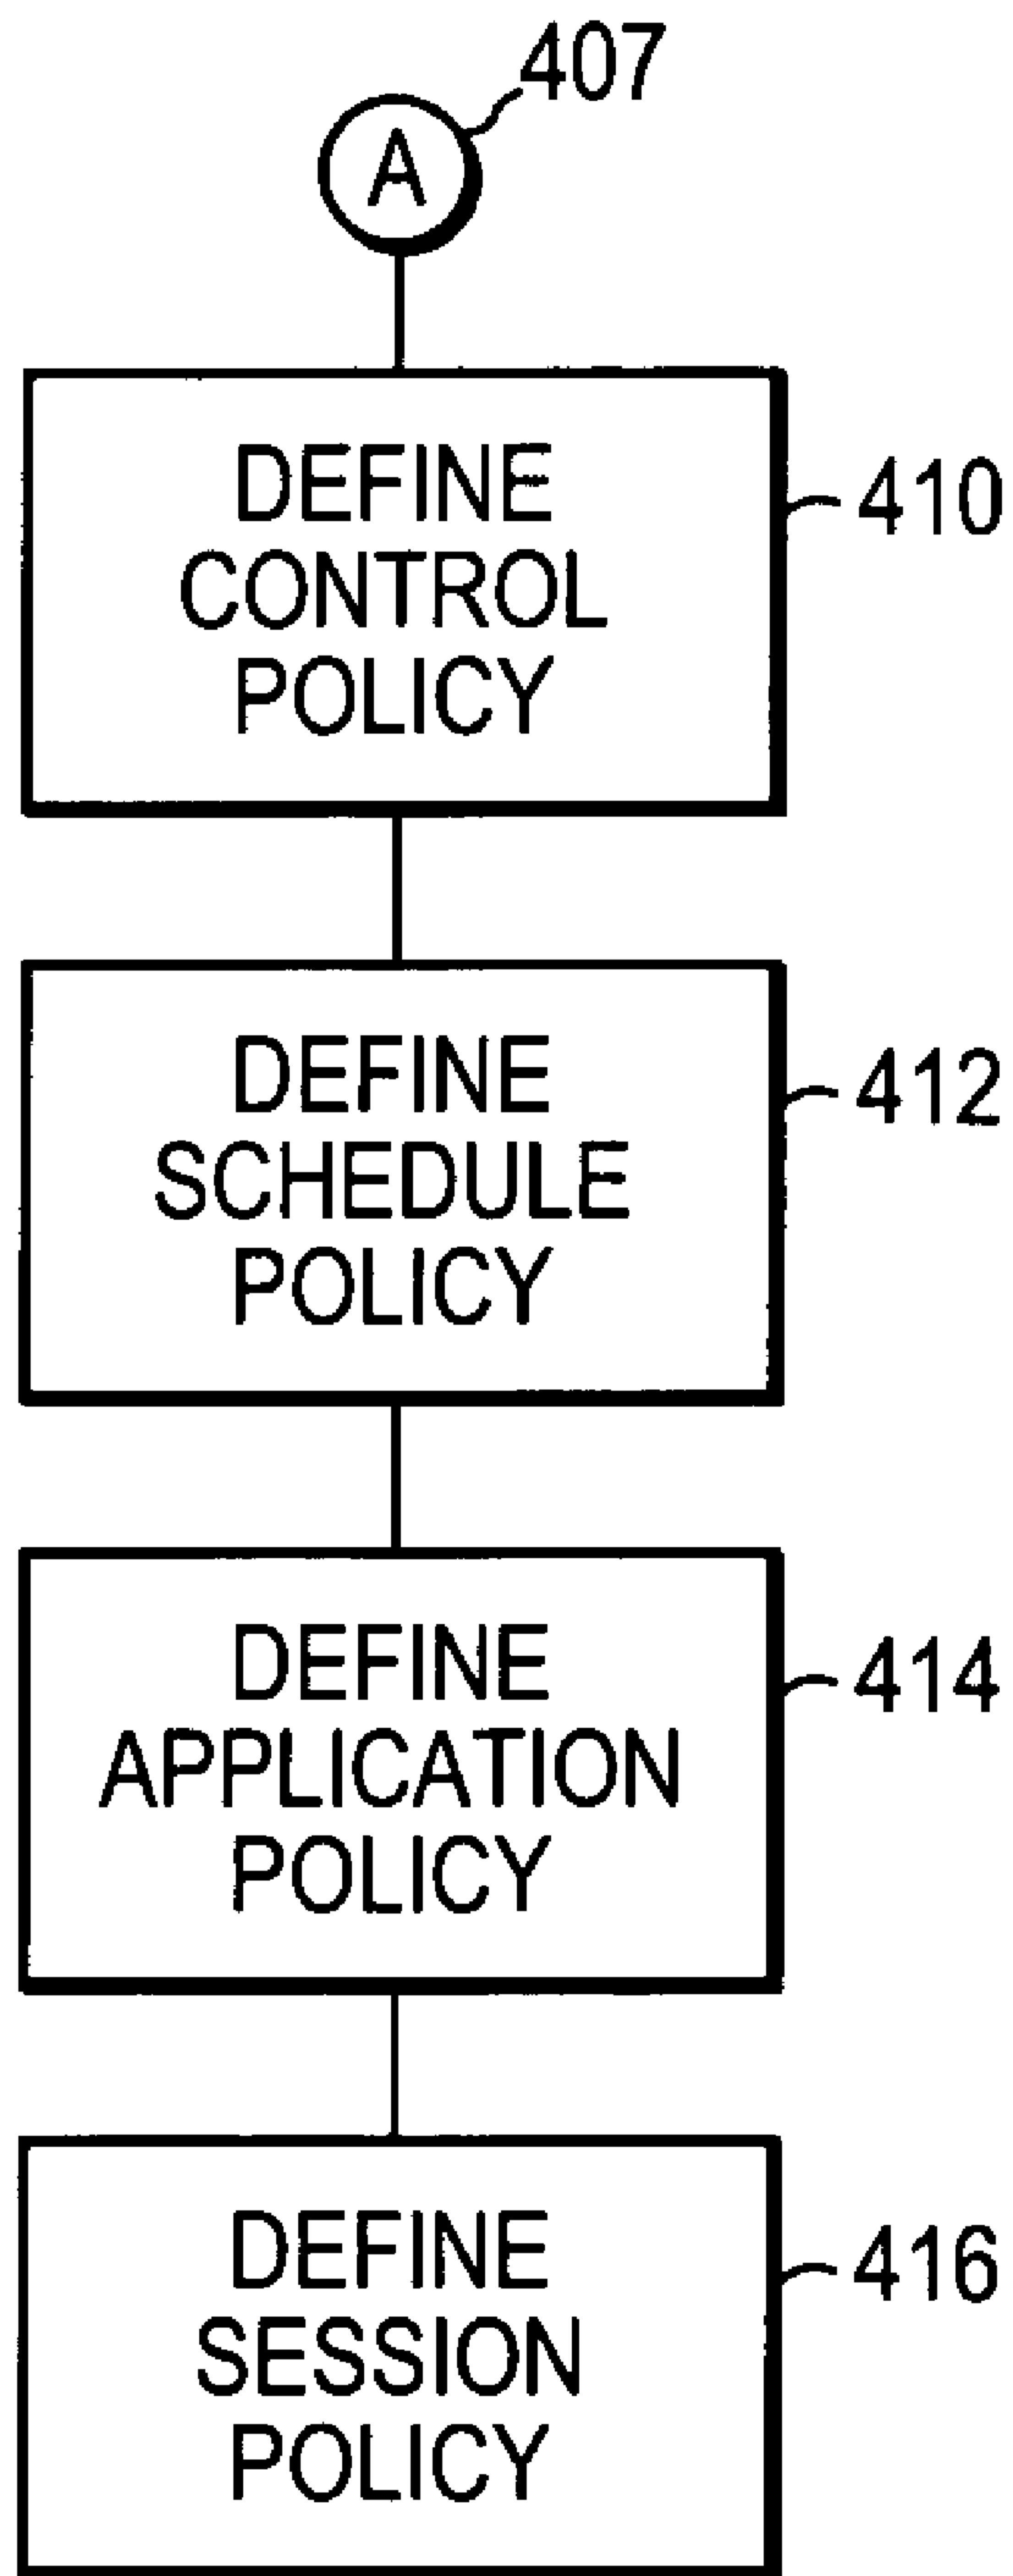 407
A
DEFINE
CONTROL
POLICY
410
DEFINE
SCHEDULE
POLICY
412
DEFINE
APPLICATION
POLICY
414
DEFINE
SESSION
POLICY
416